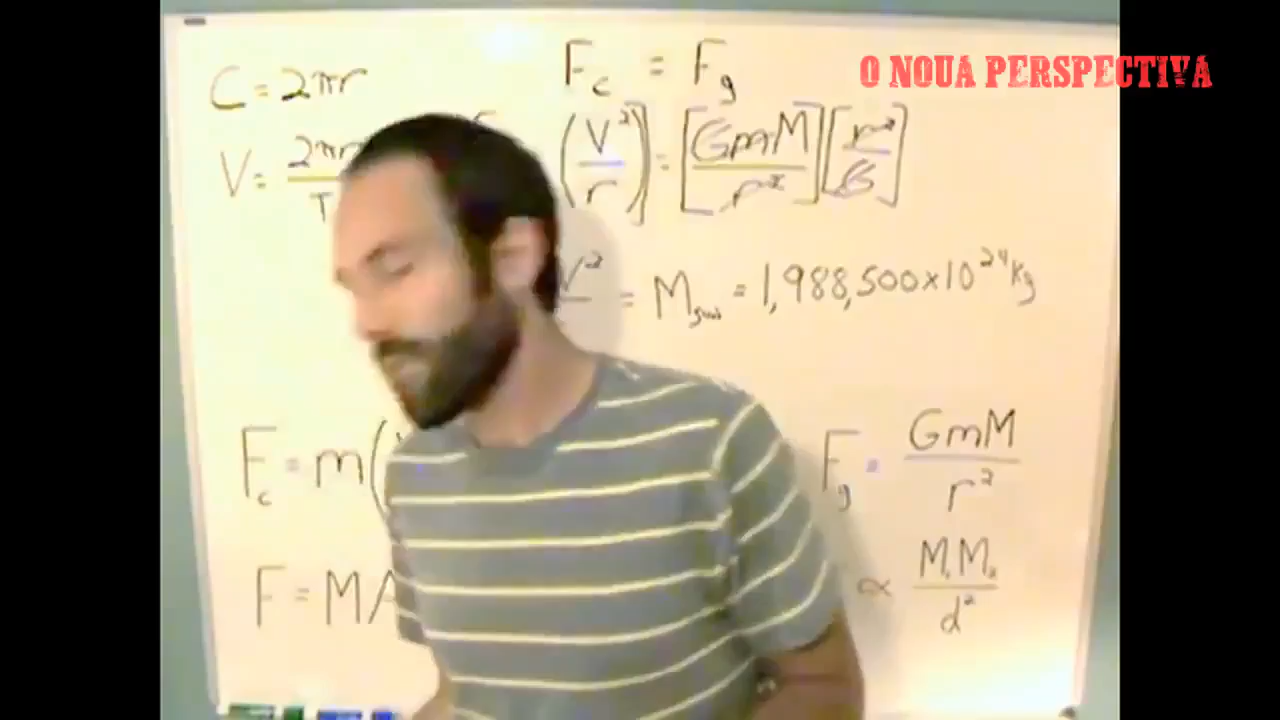 O NOUA PERSPECTIVA
C = 2πr
F_c = F_g
V = 2πr / T
(V² / r)] = [GmM / r²] [r² / G]
V² = M_sun = 1,988,500 × 10²⁴ kg
F_c = m(
F_g = GmM / r²
F = MA
∝ M₁M₂ / d²